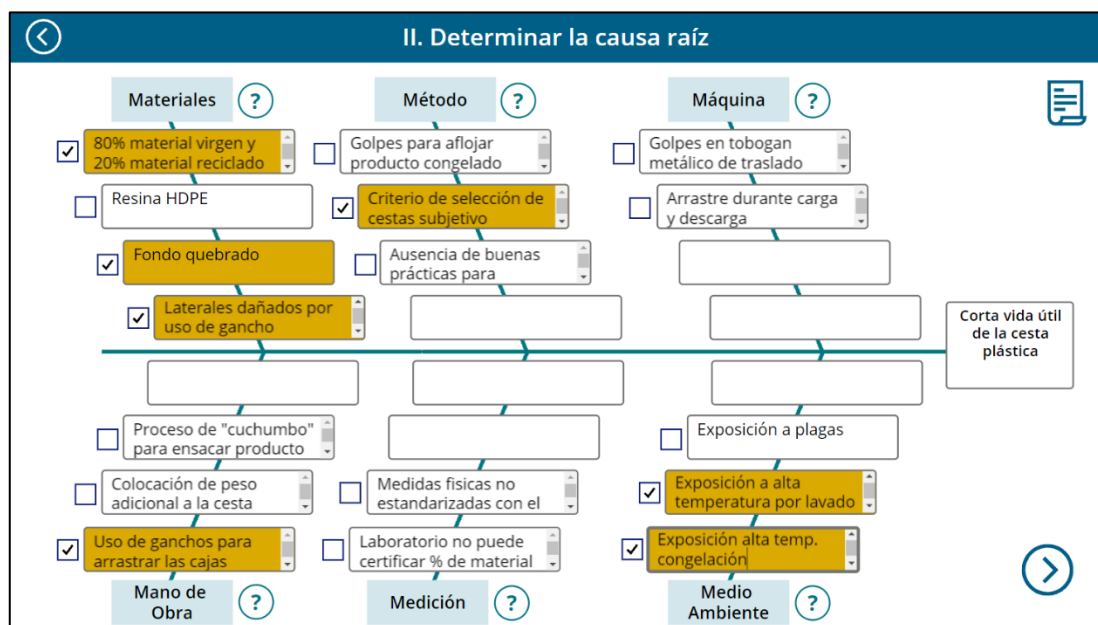 II. Determinar la causa raíz
Materiales ?
Método ?
Máquina ?
80% material virgen y
20% material reciclado
Golpes para aflojar
producto congelado
Golpes en tobogan
metálico de traslado
Resina HDPE
Criterio de selección de
cestas subjetivo
Arrastre durante carga
y descarga
Fondo quebrado
Ausencia de buenas
prácticas para
Laterales dañados por
uso de gancho
Corta vida útil
de la cesta
plástica
Proceso de "cuchumbo"
para ensacar producto
Exposición a plagas
Colocación de peso
adicional a la cesta
Medidas fisicas no
estandarizadas con el
Exposición a alta
temperatura por lavado
Uso de ganchos para
arrastrar las cajas
Laboratorio no puede
certificar % de material
Exposición alta temp.
congelación
Mano de
Obra ?
Medición ?
Medio
Ambiente ?